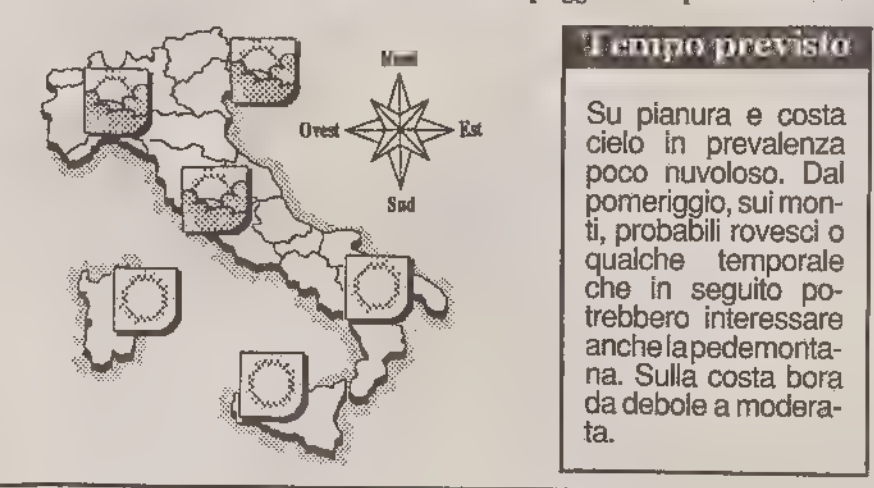 Ovest
Est
Sud
Tempo previsto
Su pianura e costa
cielo in prevalenza
poco nuvoloso. Dal
pomeriggio, sui mon-
ti, probabili rovesci o
qualche temporale
che in seguito po-
trebbero interessare
anche la pedemonta-
na. Sulla costa bora
da debole a modera-
ta.